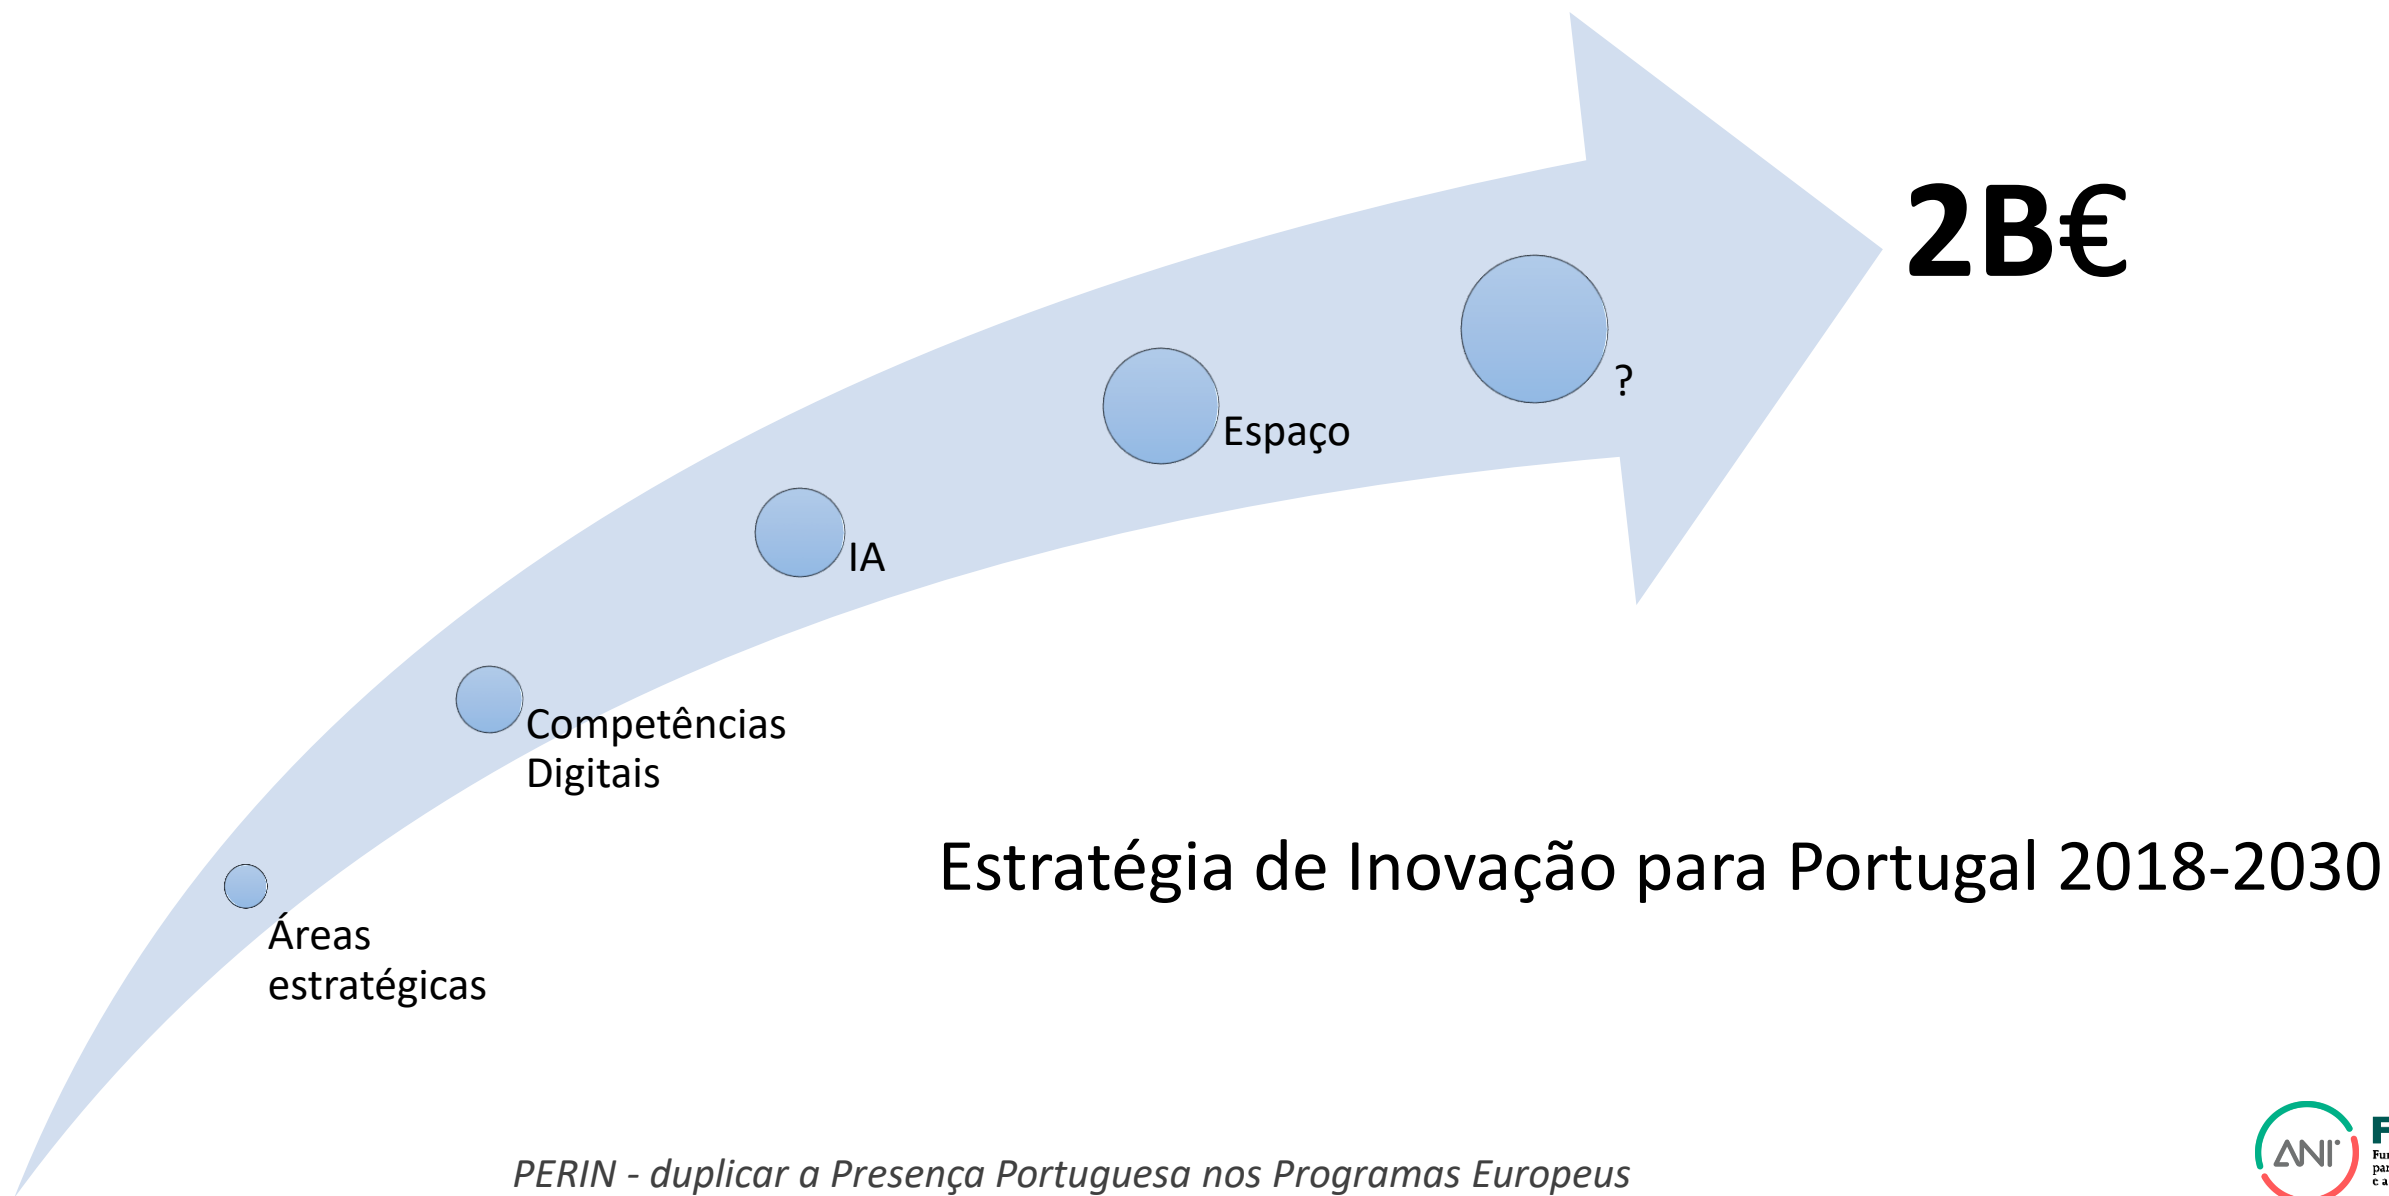 2B€
?
Espaço
IA
Competências
Digitais
Estratégia de Inovação para Portugal 2018-2030
Áreas
estratégicas
PERIN - duplicar a Presença Portuguesa nos Programas Europeus
ANI